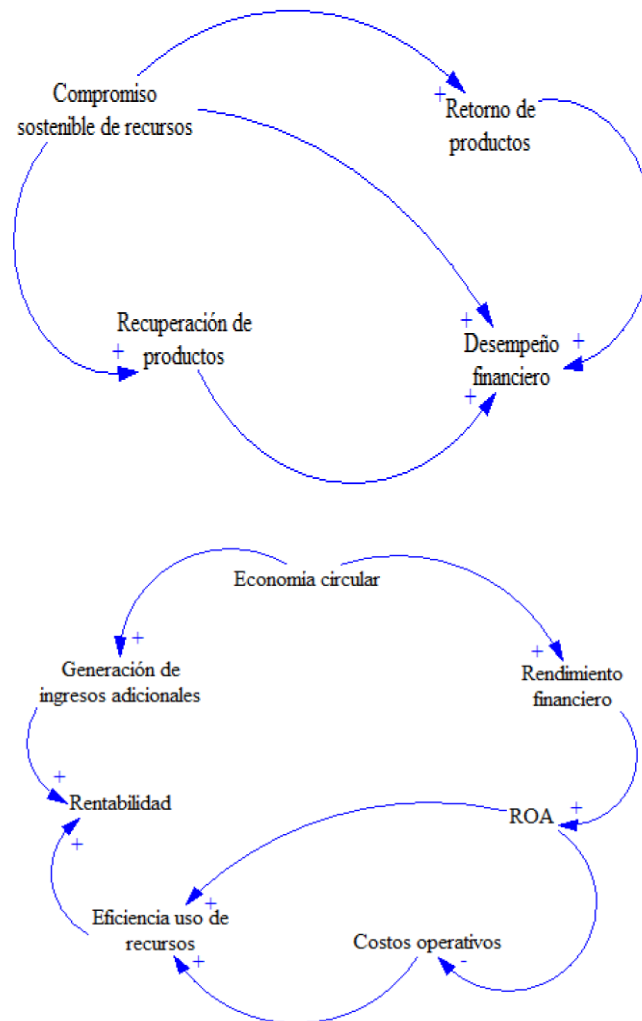 Compromiso
sostenible de recursos
+
Retorno de
productos
Recuperación de
productos
+
+
Desempeño
financiero
+
+
Economía circular
+
Generación de
ingresos adicionales
+
Rendimiento
financiero
+
Rentabilidad
+
ROA
+
+
Eficiencia uso de
recursos
+
Costos operativos
-